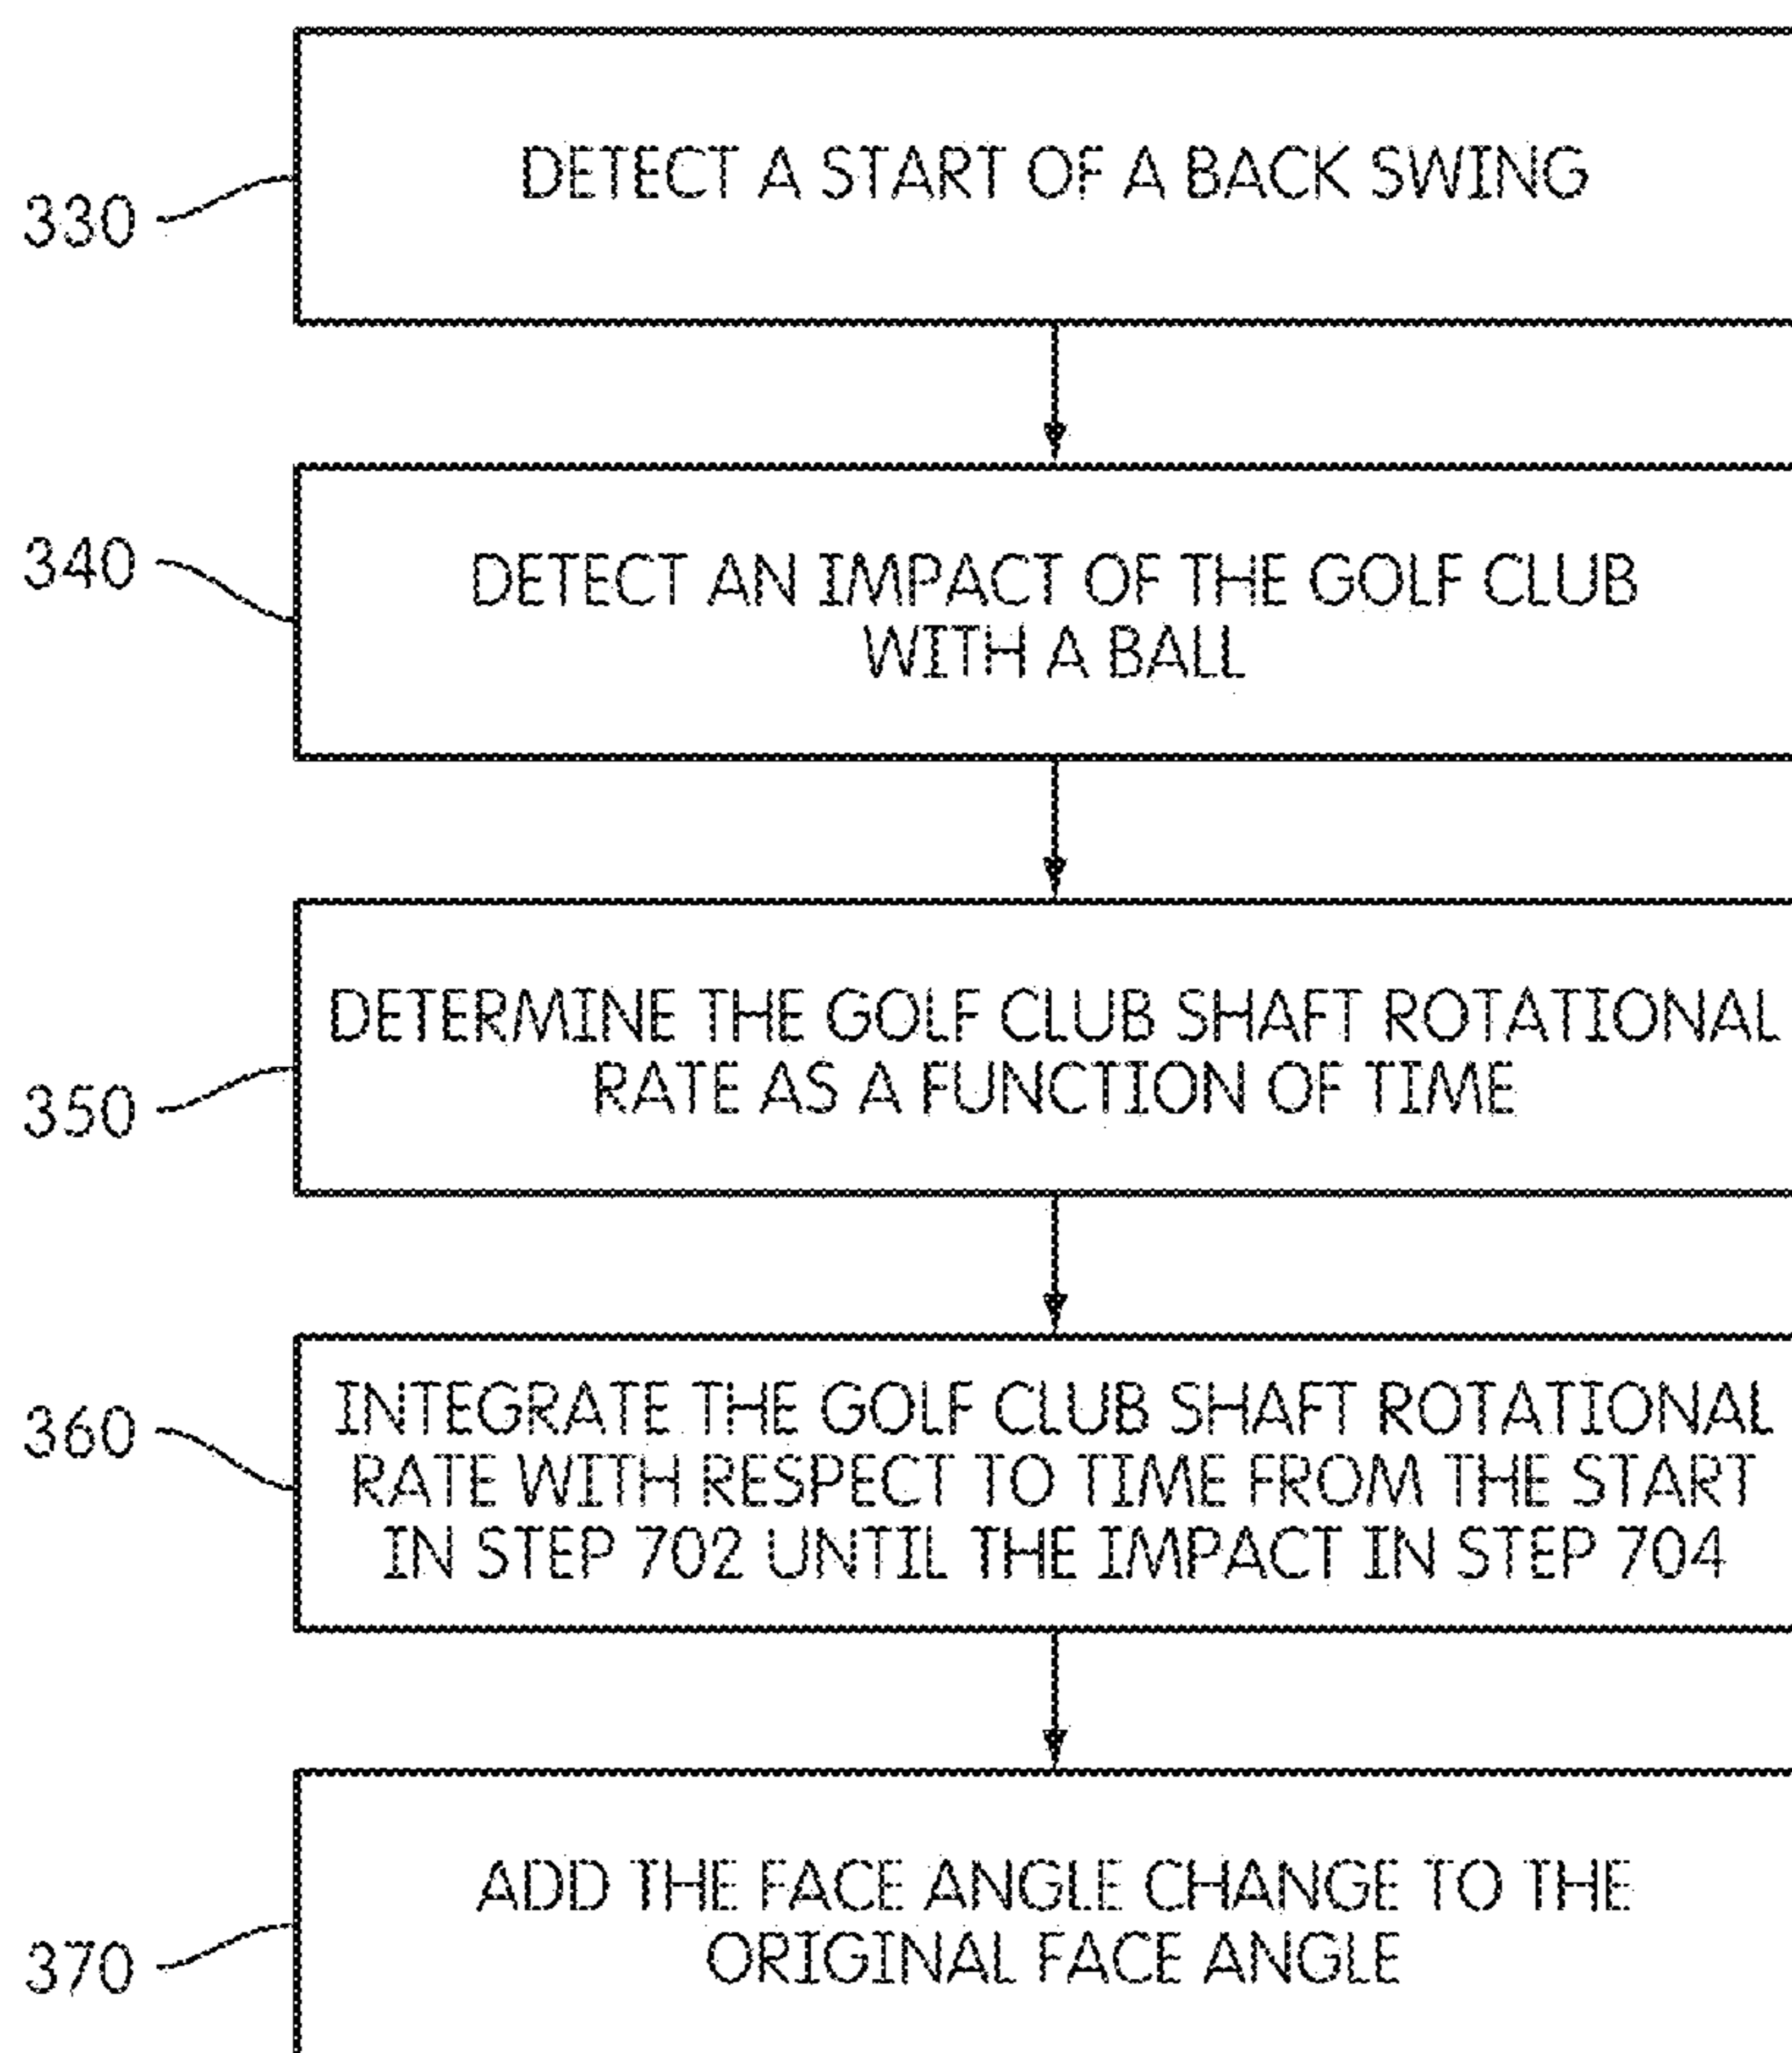 330
DETECT A START OF A BACK SWING
340
DETECT AN IMPACT OF THE GOLF CLUB
WITH A BALL
350
DETERMINE THE GOLF CLUB SHAFT ROTATIONAL
RATE AS A FUNCTION OF TIME
360
INTEGRATE THE GOLF CLUB SHAFT ROTATIONAL
RATE WITH RESPECT TO TIME FROM THE START
IN STEP 702 UNTIL THE IMPACT IN STEP 704
370
ADD THE FACE ANGLE CHANGE TO THE
ORIGINAL FACE ANGLE